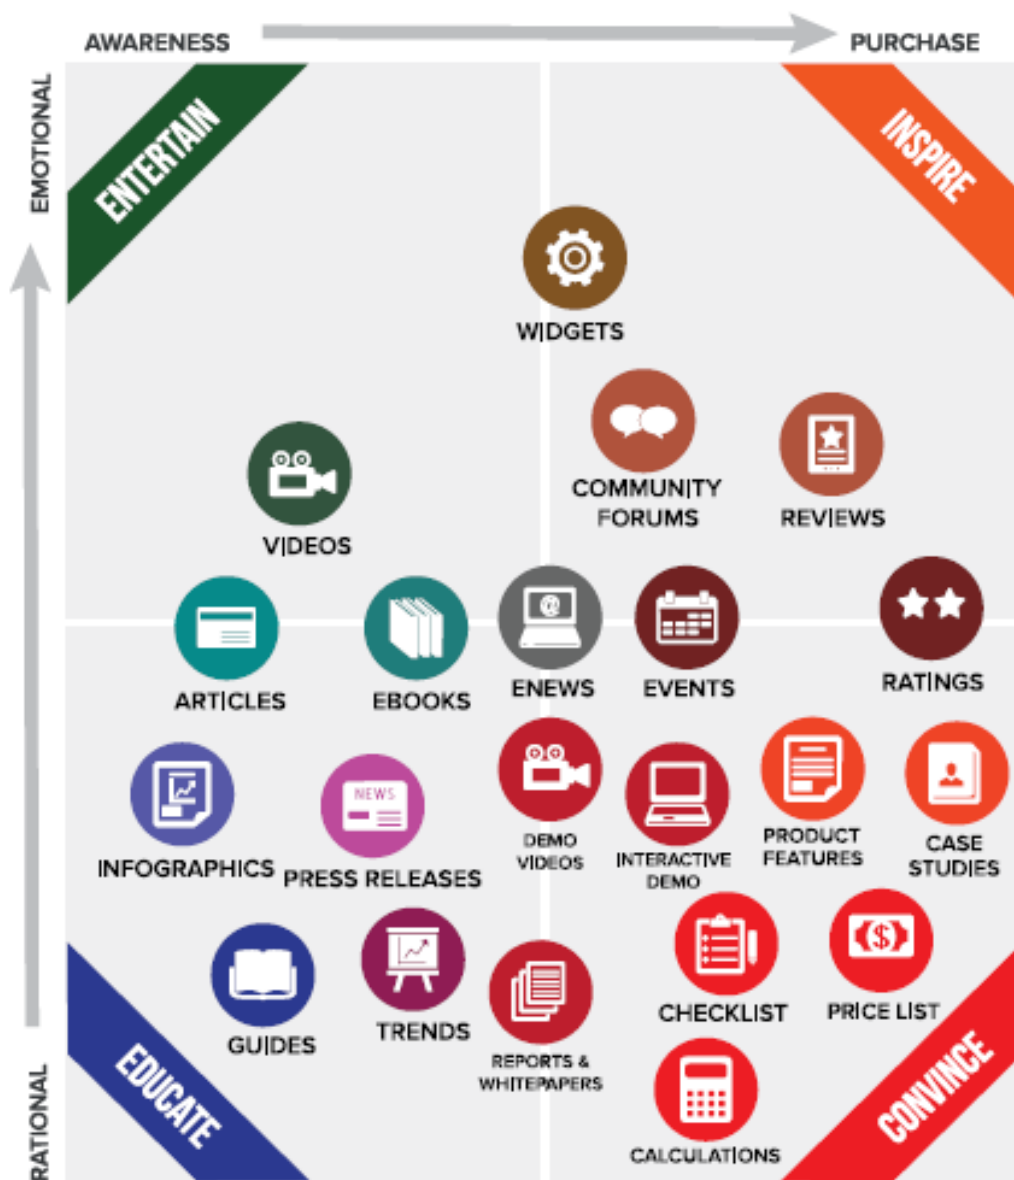 AWARENESS
PURCHASE
EMOTIONAL
ENTERTAIN
INSPIRE
WIDGETS
COMMUNITY
FORUMS
REVIEWS
VIDEOS
ARTICLES
EBOOKS
@
ENEWS
EVENTS
RATINGS
INFOGRAPHICS
NEWS
PRESS RELEASES
DEMO
VIDEOS
INTERACTIVE
DEMO
PRODUCT
FEATURES
CASE
STUDIES
GUIDES
TRENDS
REPORTS &
WHITEPAPERS
CHECKLIST
$
PRICE LIST
CALCULATIONS
RATIONAL
EDUCATE
CONVINCE